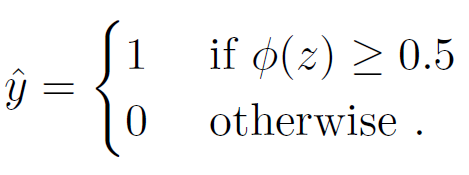 ŷ = { 1 if ϕ(z) ≥ 0.5
0 otherwise .